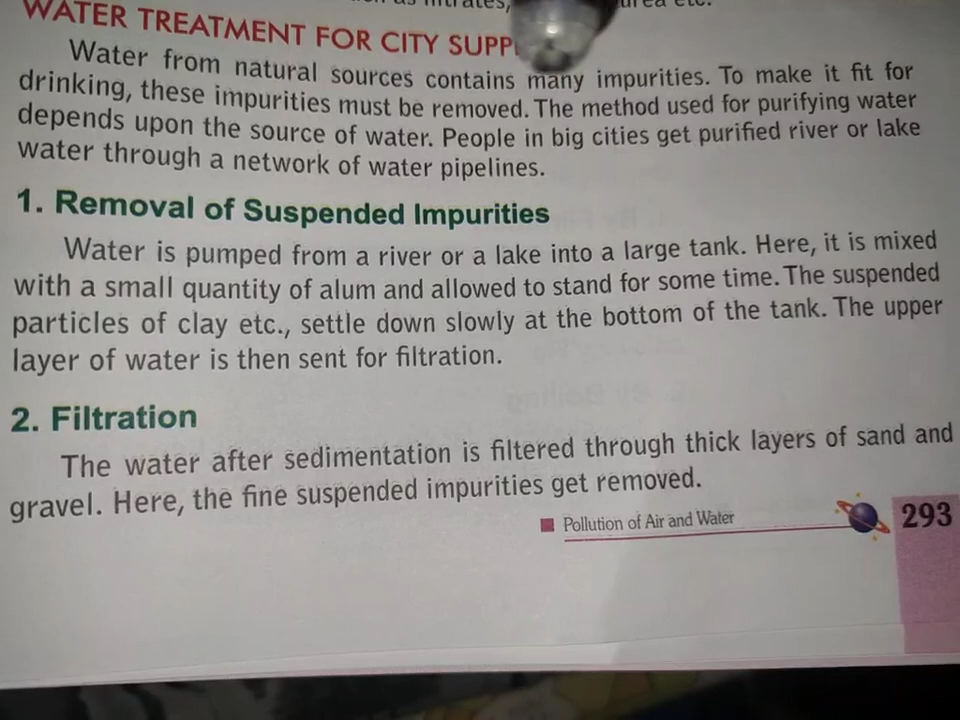 urea etc.
WATER TREATMENT FOR CITY
Water from natural sources contains many impurities. To make it fit for
drinking, these impurities must be removed. The method used for purifying water
depends upon the source of water. People in big cities get purified river or lake
water through a network of water pipelines.
1. Removal of Suspended Impurities
Water is pumped from a river or a lake into a large tank. Here, it is mixed
with a small quantity of alum and allowed to stand for some time. The suspended
particles of clay etc., settle down slowly at the bottom of the tank. The upper
layer of water is then sent for filtration.
2. Filtration
The water after sedimentation is filtered through thick layers of sand and
gravel. Here, the fine suspended impurities get removed.
Pollution of Air and Water
293